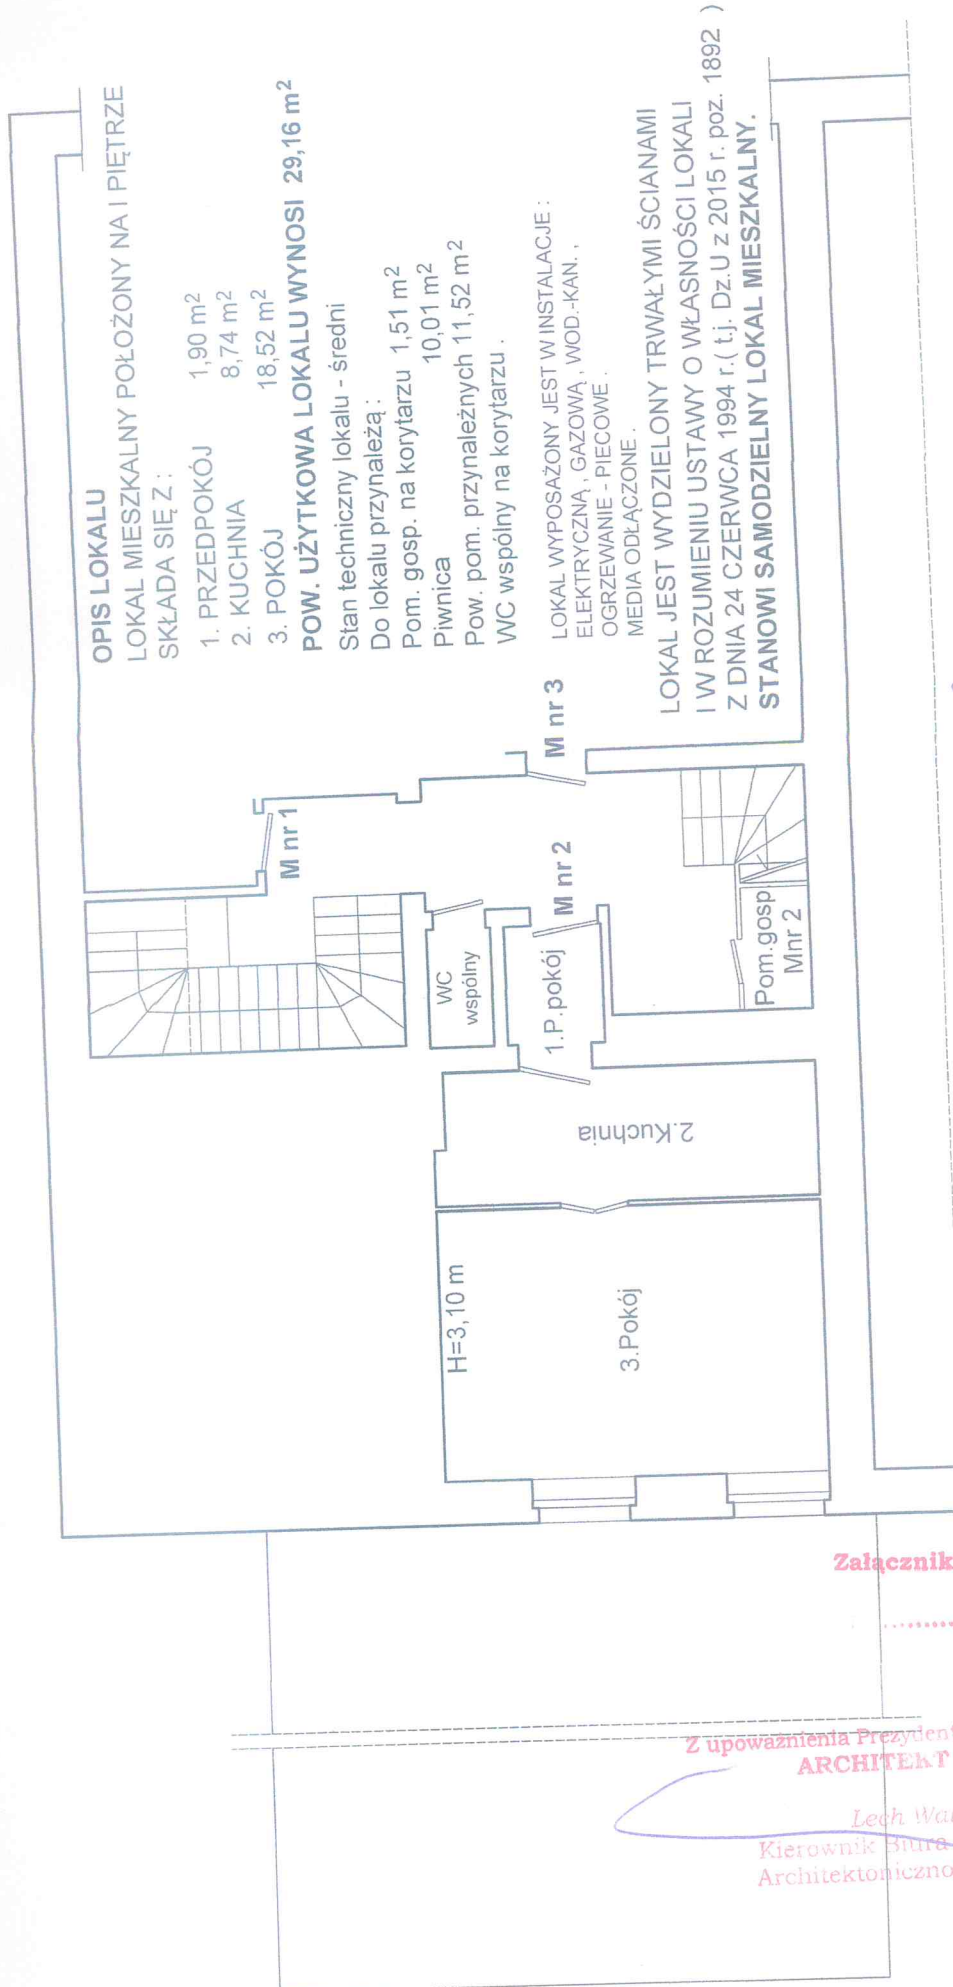 OPIS LOKALU
LOKAL MIESZKALNY POŁOŻONY NA I PIĘTRZE
SKŁADA SIĘ Z :
1. PRZEDPOKÓJ 1,90 m²
2. KUCHNIA 8,74 m²
3. POKÓJ 18,52 m²
POW. UŻYTKOWA LOKALU WYNOSI 29,16 m²
Stan techniczny lokalu - średni
Do lokalu przynależą :
Pom. gosp. na korytarzu 1,51 m²
Piwnica 10,01 m²
Pow. pom. przynależnych 11,52 m²
WC wspólny na korytarzu .
LOKAL WYPOSAŻONY JEST W INSTALACJE :
ELEKTRYCZNĄ , GAZOWĄ , WOD.-KAN. ,
OGRZEWANIE - PIECOWE .
MEDIA ODŁĄCZONE .
LOKAL JEST WYDZIELONY TRWAŁYMI ŚCIANAMI
I W ROZUMIENIU USTAWY O WŁASNOŚCI LOKALI
Z DNIA 24 CZERWCA 1994 r.( t.j. Dz.U z 2015 r. poz. 1892 )
STANOWI SAMODZIELNY LOKAL MIESZKALNY.
M nr 1
M nr 3
M nr 2
WC
wspólny
1.P.pokój
Pom.gosp
Mnr 2
2.Kuchnia
H=3,10 m
3.Pokój
Załącznik
Z upoważnienia Prezydent
ARCHITEKT
Lech
Kierownik Biura
Architektoniczno